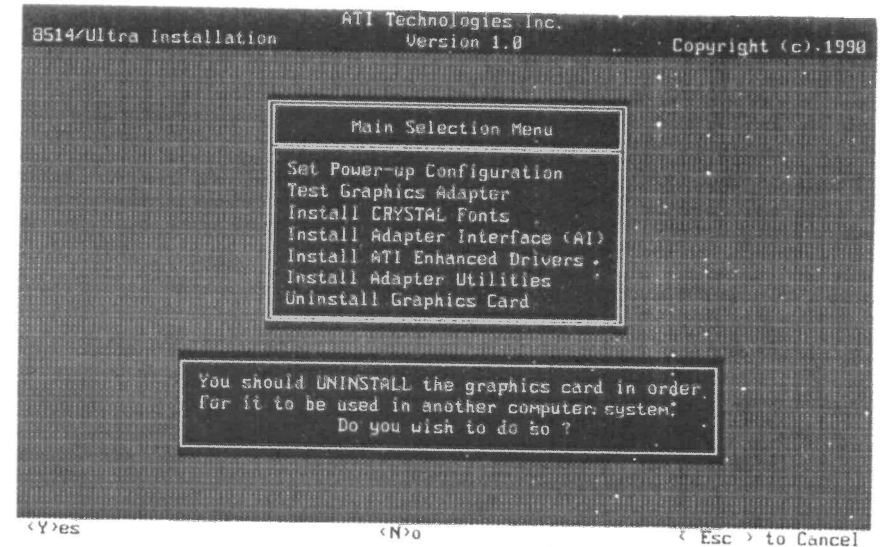 ATI Technologies Inc.
8514/Ultra Installation Version 1.0 Copyright (c) 1990
Main Selection Menu
Set Power-up Configuration
Test Graphics Adapter
Install CRYSTAL Fonts
Install Adapter Interface (AI)
Install ATI Enhanced Drivers
Install Adapter Utilities
Uninstall Graphics Card
You should UNINSTALL the graphics card in order
for it to be used in another computer system.
Do you wish to do so ?
<Y>es <N>o < Esc > to Cancel